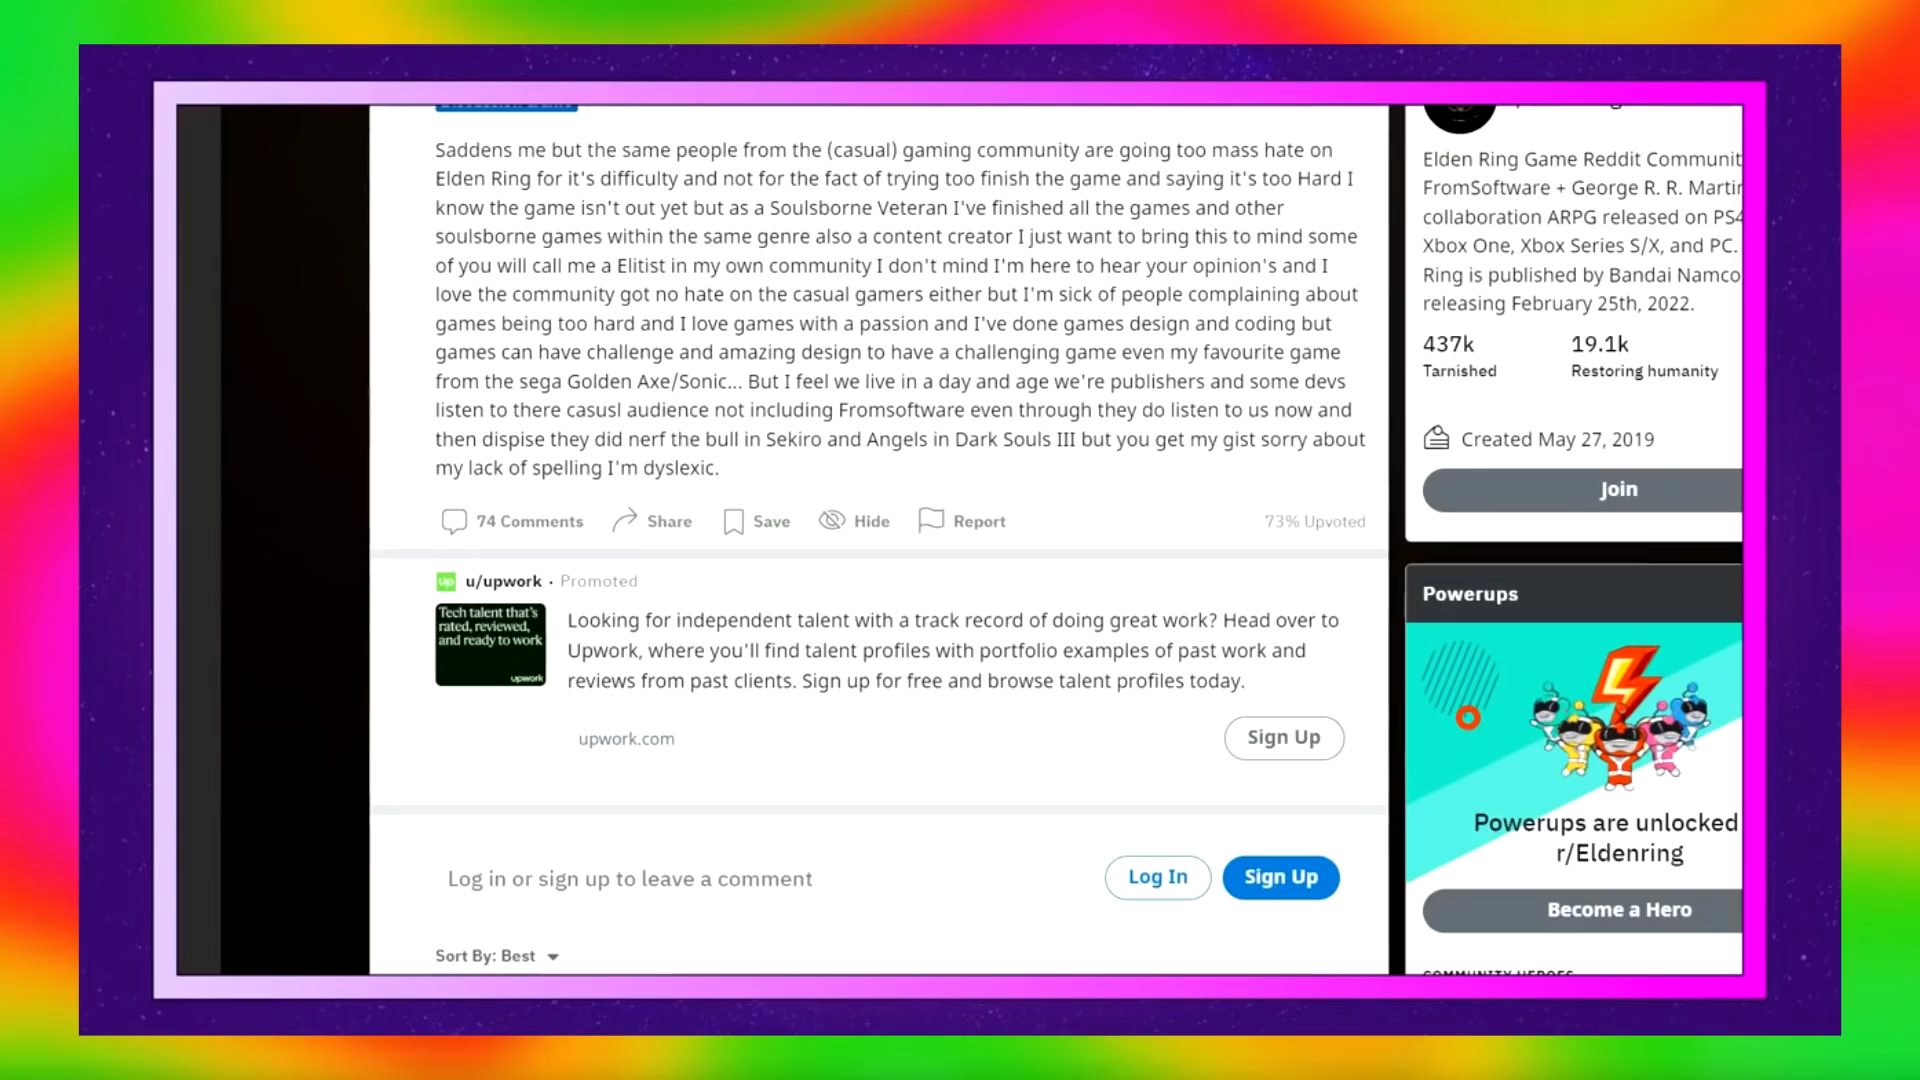 Saddens me but the same people from the (casual) gaming community are going too mass hate on
Elden Ring for it's difficulty and not for the fact of trying too finish the game and saying it's too Hard I
know the game isn't out yet but as a Soulsborne Veteran I've finished all the games and other
soulsborne games within the same genre also a content creator I just want to bring this to mind some
of you will call me a Elitist in my own community I don't mind I'm here to hear your opinion's and I
love the community got no hate on the casual gamers either but I'm sick of people complaining about
games being too hard and I love games with a passion and I've done games design and coding but
games can have challenge and amazing design to have a challenging game even my favourite game
from the sega Golden Axe/Sonic... But I feel we live in a day and age we're publishers and some devs
listen to there casusl audience not including Fromsoftware even through they do listen to us now and
then dispise they did nerf the bull in Sekiro and Angels in Dark Souls III but you get my gist sorry about
my lack of spelling I'm dyslexic.
74 Comments Share Save Hide Report 73% Upvoted
up u/upwork · Promoted
Tech talent that's
rated, reviewed,
and ready to work
upwork
Looking for independent talent with a track record of doing great work? Head over to
Upwork, where you'll find talent profiles with portfolio examples of past work and
reviews from past clients. Sign up for free and browse talent profiles today.
upwork.com Sign Up
Log in or sign up to leave a comment Log In Sign Up
Sort By: Best
Elden Ring Game Reddit Communit
FromSoftware + George R. R. Martin
collaboration ARPG released on PS4
Xbox One, Xbox Series S/X, and PC.
Ring is published by Bandai Namco
releasing February 25th, 2022.
437k 19.1k
Tarnished Restoring humanity
Created May 27, 2019
Join
Powerups
Powerups are unlocked
r/Eldenring
Become a Hero
COMMUNITY HEROES